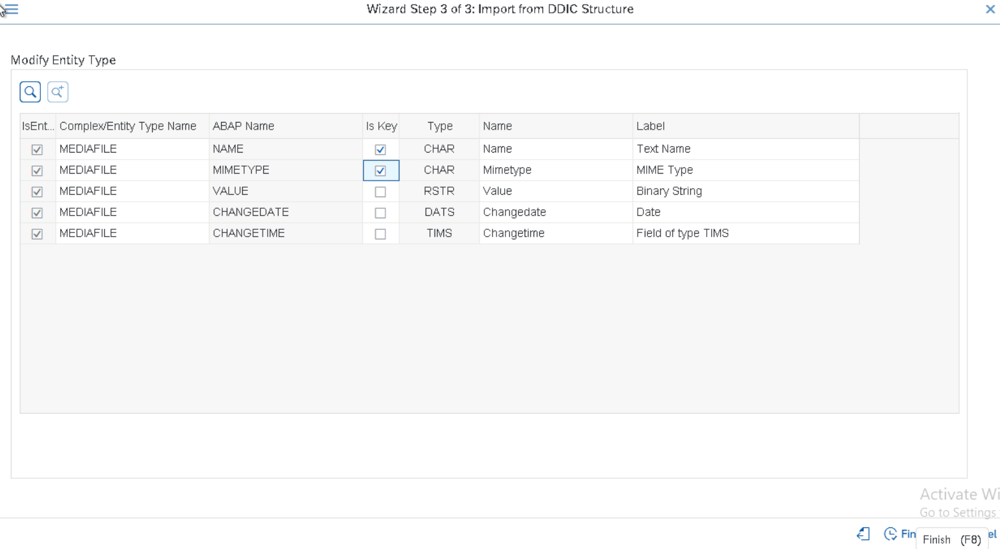 Wizard Step 3 of 3: Import from DDIC Structure
Modify Entity Type
IsEnt... Complex/Entity Type Name ABAP Name Is Key Type Name Label
MEDIAFILE NAME CHAR Name Text Name
MEDIAFILE MIMETYPE CHAR Mimetype MIME Type
MEDIAFILE VALUE RSTR Value Binary String
MEDIAFILE CHANGEDATE DATS Changedate Date
MEDIAFILE CHANGETIME TIMS Changetime Field of type TIMS
Activate Wi
Go to Settings
Fin el
Finish (F8)